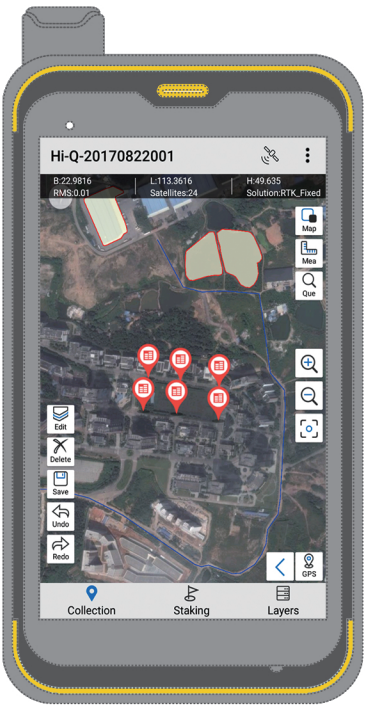 Hi-Q-20170822001
B:22.9816 L:113.3616 H:49.635
RMS:0.01 Satellites:24 Solution:RTK_Fixed
Map
Mea
Que
Edit
Delete
Save
Undo
Redo
GPS
Collection Staking Layers